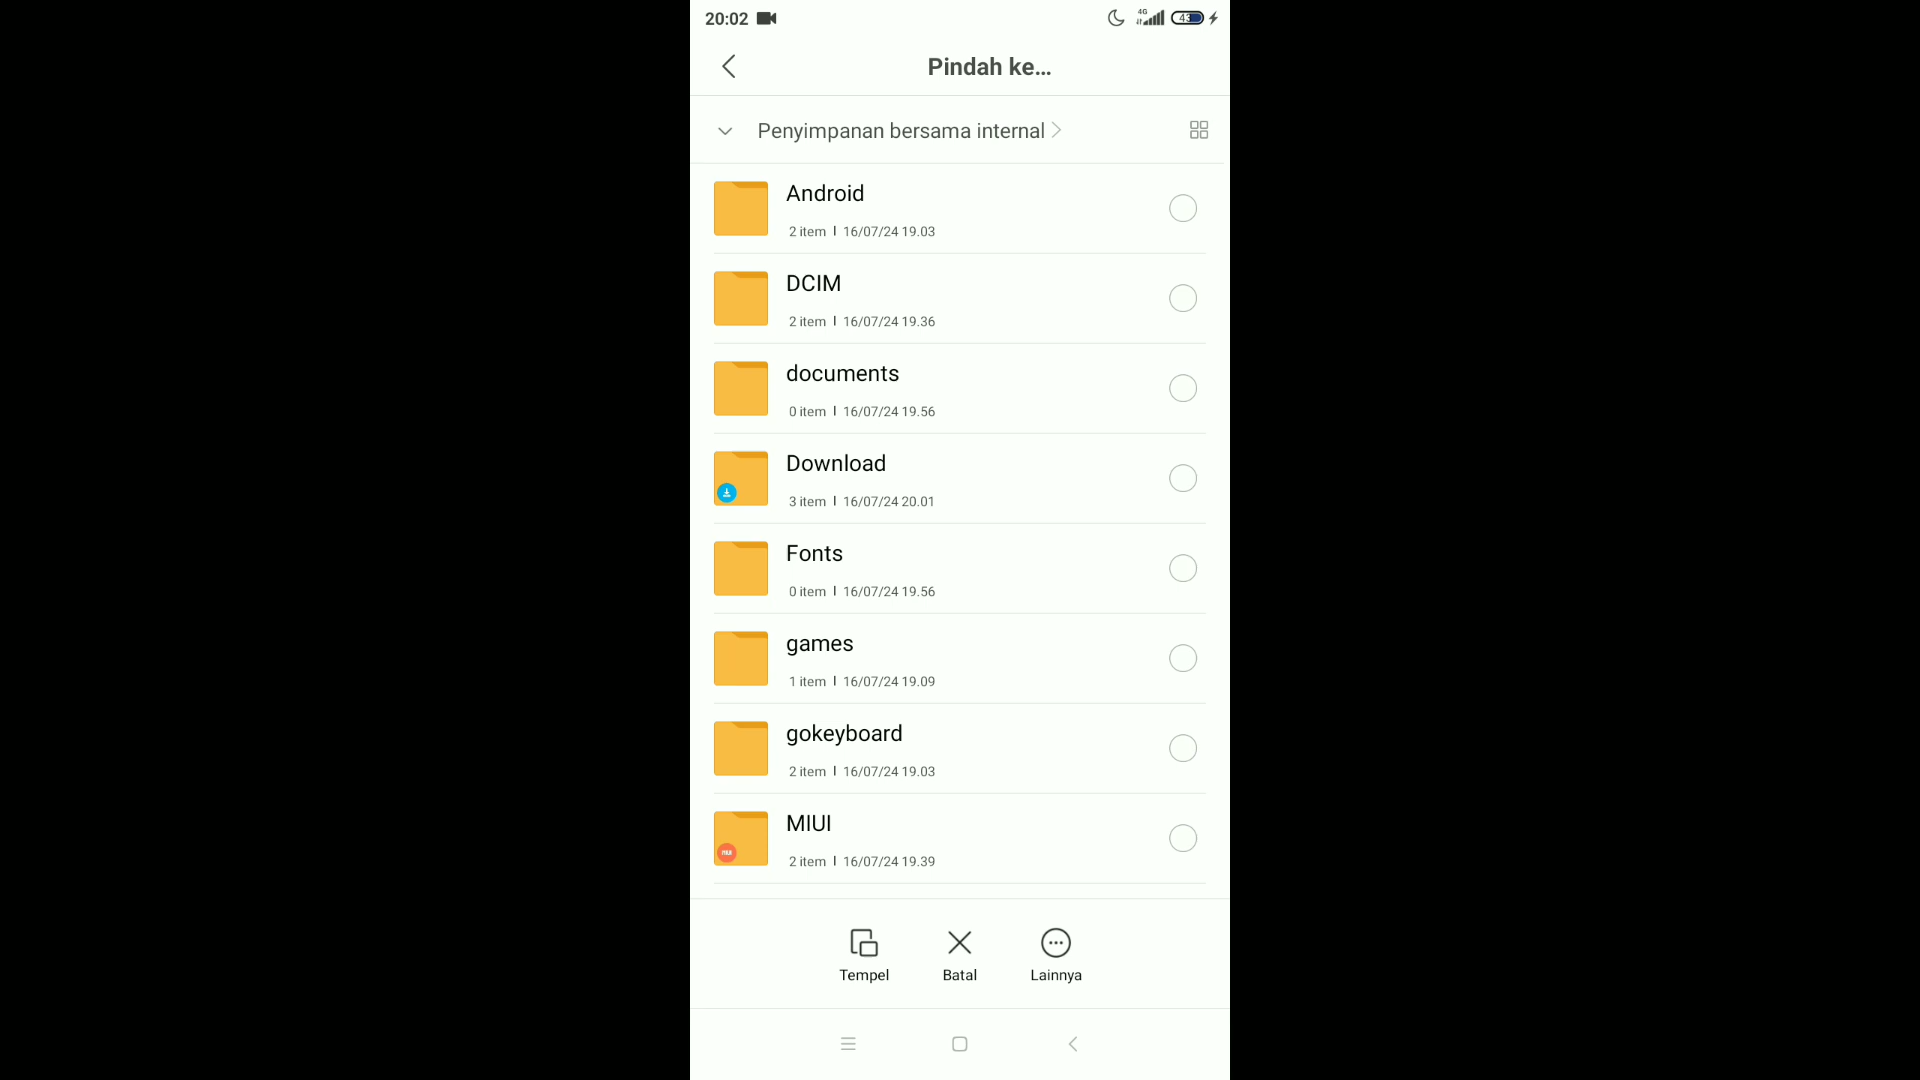 20:02 4G 43
Pindah ke...
Penyimpanan bersama internal
Android
2 item | 16/07/24 19.03
DCIM
2 item | 16/07/24 19.36
documents
0 item | 16/07/24 19.56
Download
3 item | 16/07/24 20.01
Fonts
0 item | 16/07/24 19.56
games
1 item | 16/07/24 19.09
gokeyboard
2 item | 16/07/24 19.03
MIUI
2 item | 16/07/24 19.39
Tempel Batal Lainnya